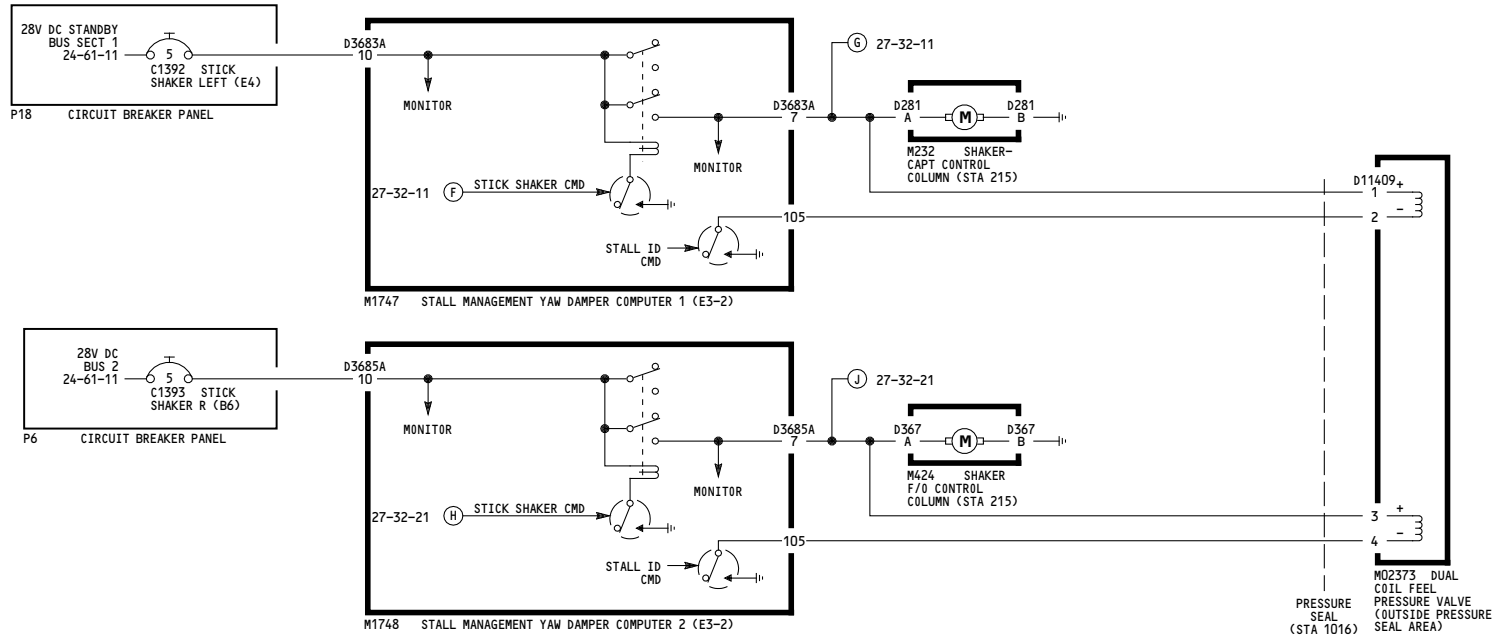 28V DC STANDBY
BUS SECT 1
24-61-11
5
C1392 STICK
SHAKER LEFT (E4)
P18 CIRCUIT BREAKER PANEL
D3683A
10
MONITOR
27-32-11 F STICK SHAKER CMD
STALL ID
CMD
MONITOR
D3683A
7
105
M1747 STALL MANAGEMENT YAW DAMPER COMPUTER 1 (E3-2)
G 27-32-11
D281
A
M
D281
B
M232 SHAKER-
CAPT CONTROL
COLUMN (STA 215)
D11409
1 +
2 -
28V DC
BUS 2
24-61-11
5
C1393 STICK
SHAKER R (B6)
P6 CIRCUIT BREAKER PANEL
D3685A
10
MONITOR
27-32-21 H STICK SHAKER CMD
STALL ID
CMD
MONITOR
D3685A
7
105
M1748 STALL MANAGEMENT YAW DAMPER COMPUTER 2 (E3-2)
J 27-32-21
D367
A
M
D367
B
M424 SHAKER
F/O CONTROL
COLUMN (STA 215)
3 +
4 -
PRESSURE
SEAL
(STA 1016)
M02373 DUAL
COIL FEEL
PRESSURE VALVE
(OUTSIDE PRESSURE
SEAL AREA)